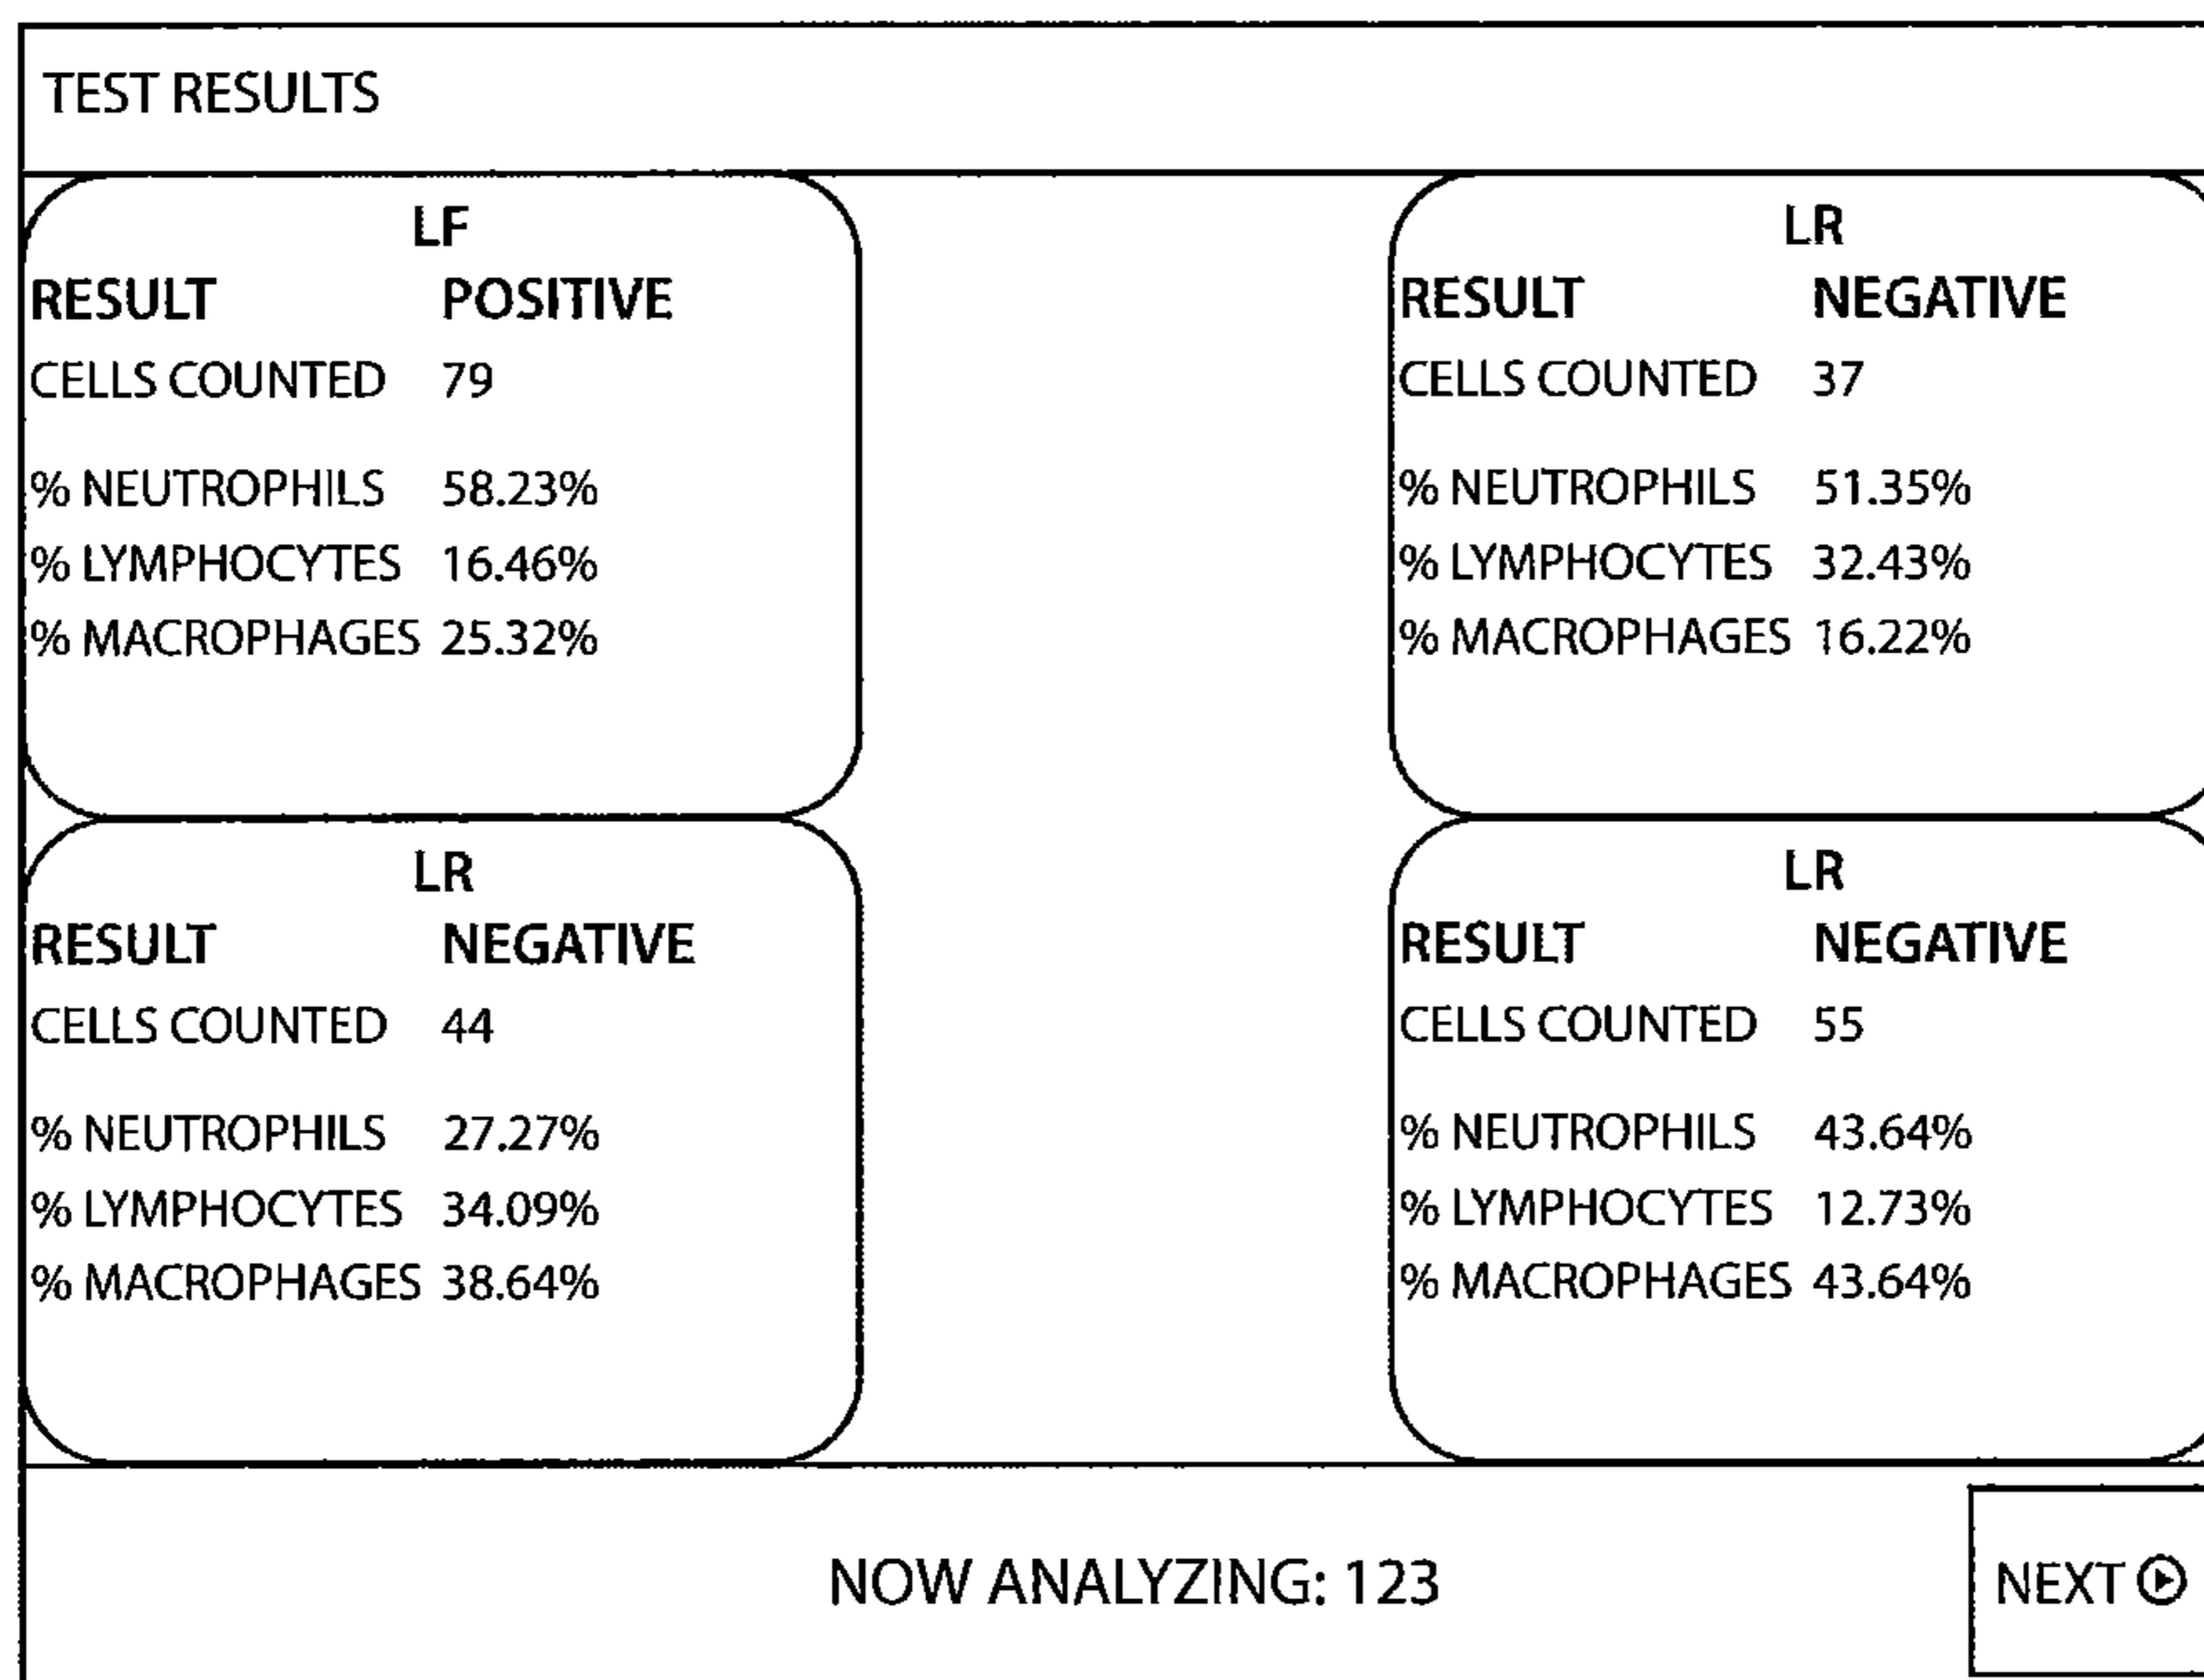 TEST RESULTS
LF
RESULT POSITIVE
CELLS COUNTED 79
% NEUTROPHILS 58.23%
% LYMPHOCYTES 16.46%
% MACROPHAGES 25.32%
LR
RESULT NEGATIVE
CELLS COUNTED 37
% NEUTROPHILS 51.35%
% LYMPHOCYTES 32.43%
% MACROPHAGES 16.22%
LR
RESULT NEGATIVE
CELLS COUNTED 44
% NEUTROPHILS 27.27%
% LYMPHOCYTES 34.09%
% MACROPHAGES 38.64%
LR
RESULT NEGATIVE
CELLS COUNTED 55
% NEUTROPHILS 43.64%
% LYMPHOCYTES 12.73%
% MACROPHAGES 43.64%
NOW ANALYZING: 123
NEXT